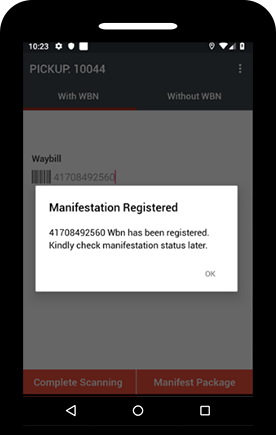 10:23
PICKUP: 10044
With WBN
Without WBN
Waybill
41708492560
Manifestation Registered
41708492560 Wbn has been registered.
Kindly check manifestation status later.
OK
Complete Scanning
Manifest Package